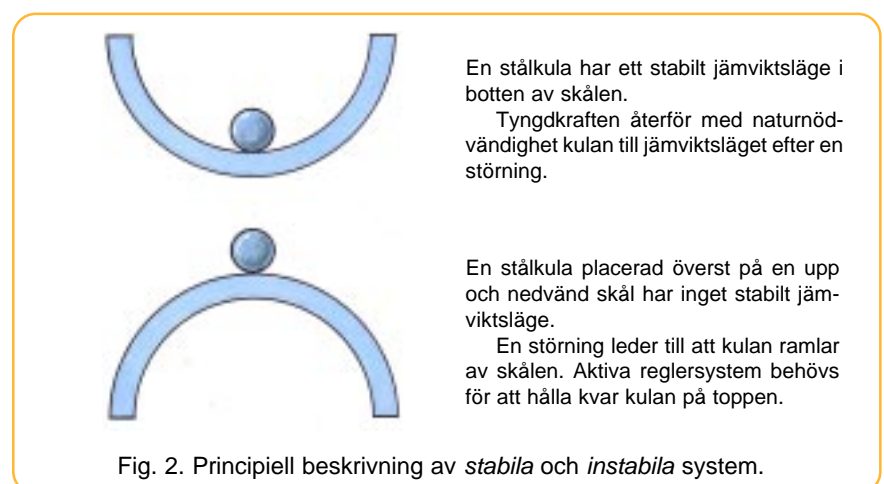 En stålkula har ett stabilt jämviktsläge i
botten av skålen.
Tyngdkraften återför med naturnöd-
vändighet kulan till jämviktsläget efter en
störning.
En stålkula placerad överst på en upp
och nedvänd skål har inget stabilt jäm-
viktsläge.
En störning leder till att kulan ramlar
av skålen. Aktiva reglersystem behövs
för att hålla kvar kulan på toppen.
Fig. 2. Principiell beskrivning av stabila och instabila system.